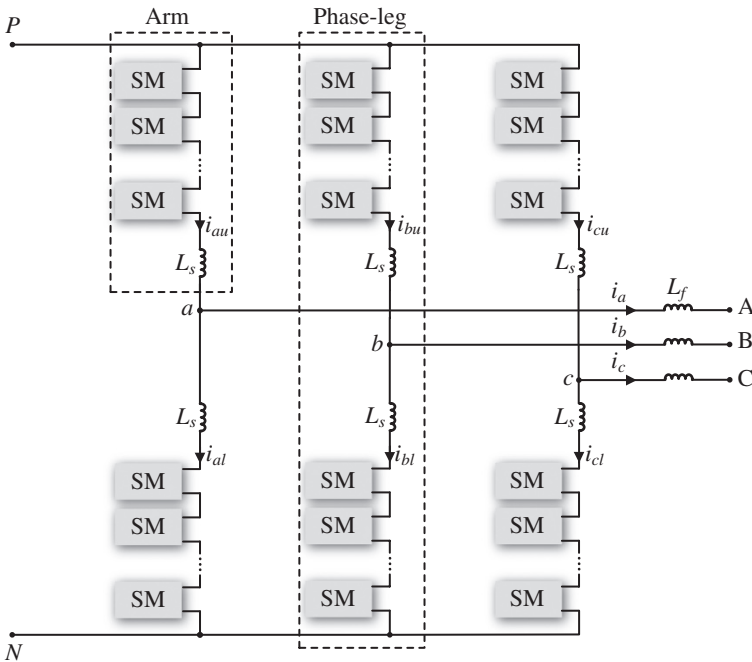 Arm Phase-leg
P
SM SM SM
SM SM SM
SM SM SM
i_au i_bu i_cu
L_s L_s L_s
i_a L_f
a A
i_b
b B
i_c
c C
L_s L_s L_s
i_al i_bl i_cl
SM SM SM
SM SM SM
SM SM SM
N